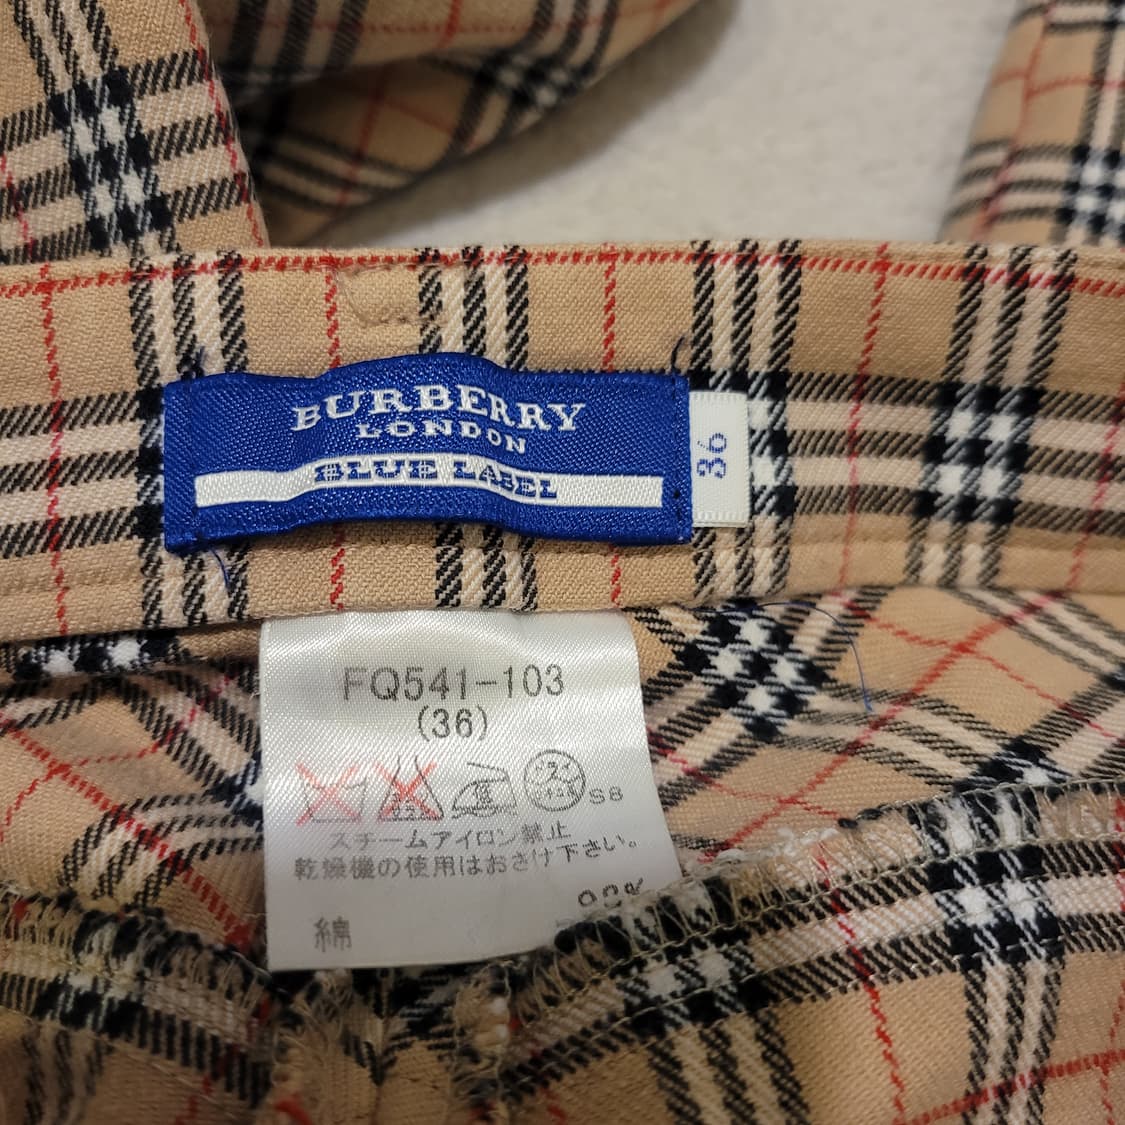 BURBERRY
LONDON
BLUE LABEL
36
FQ541-103
(36)
S8
スチームアイロン禁止
乾燥機の使用はおさけ下さい。
98%
綿